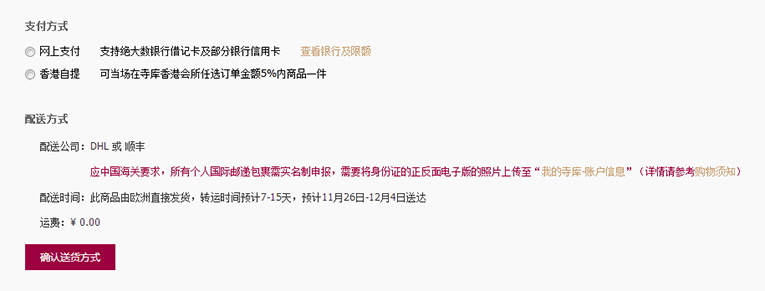 支付方式
网上支付 支持绝大数银行借记卡及部分银行信用卡 查看银行及限额
香港自提 可当场在寺库香港会所任选订单金额5%内商品一件
配送方式
配送公司：DHL 或 顺丰
应中国海关要求，所有个人国际邮递包裹需实名制申报，需要将身份证的正反面电子版的照片上传至“我的寺库-账户信息”（详情请参考购物须知）
配送时间：此商品由欧洲直接发货，转运时间预计7-15天，预计11月26日-12月4日送达
运费：¥ 0.00
确认送货方式